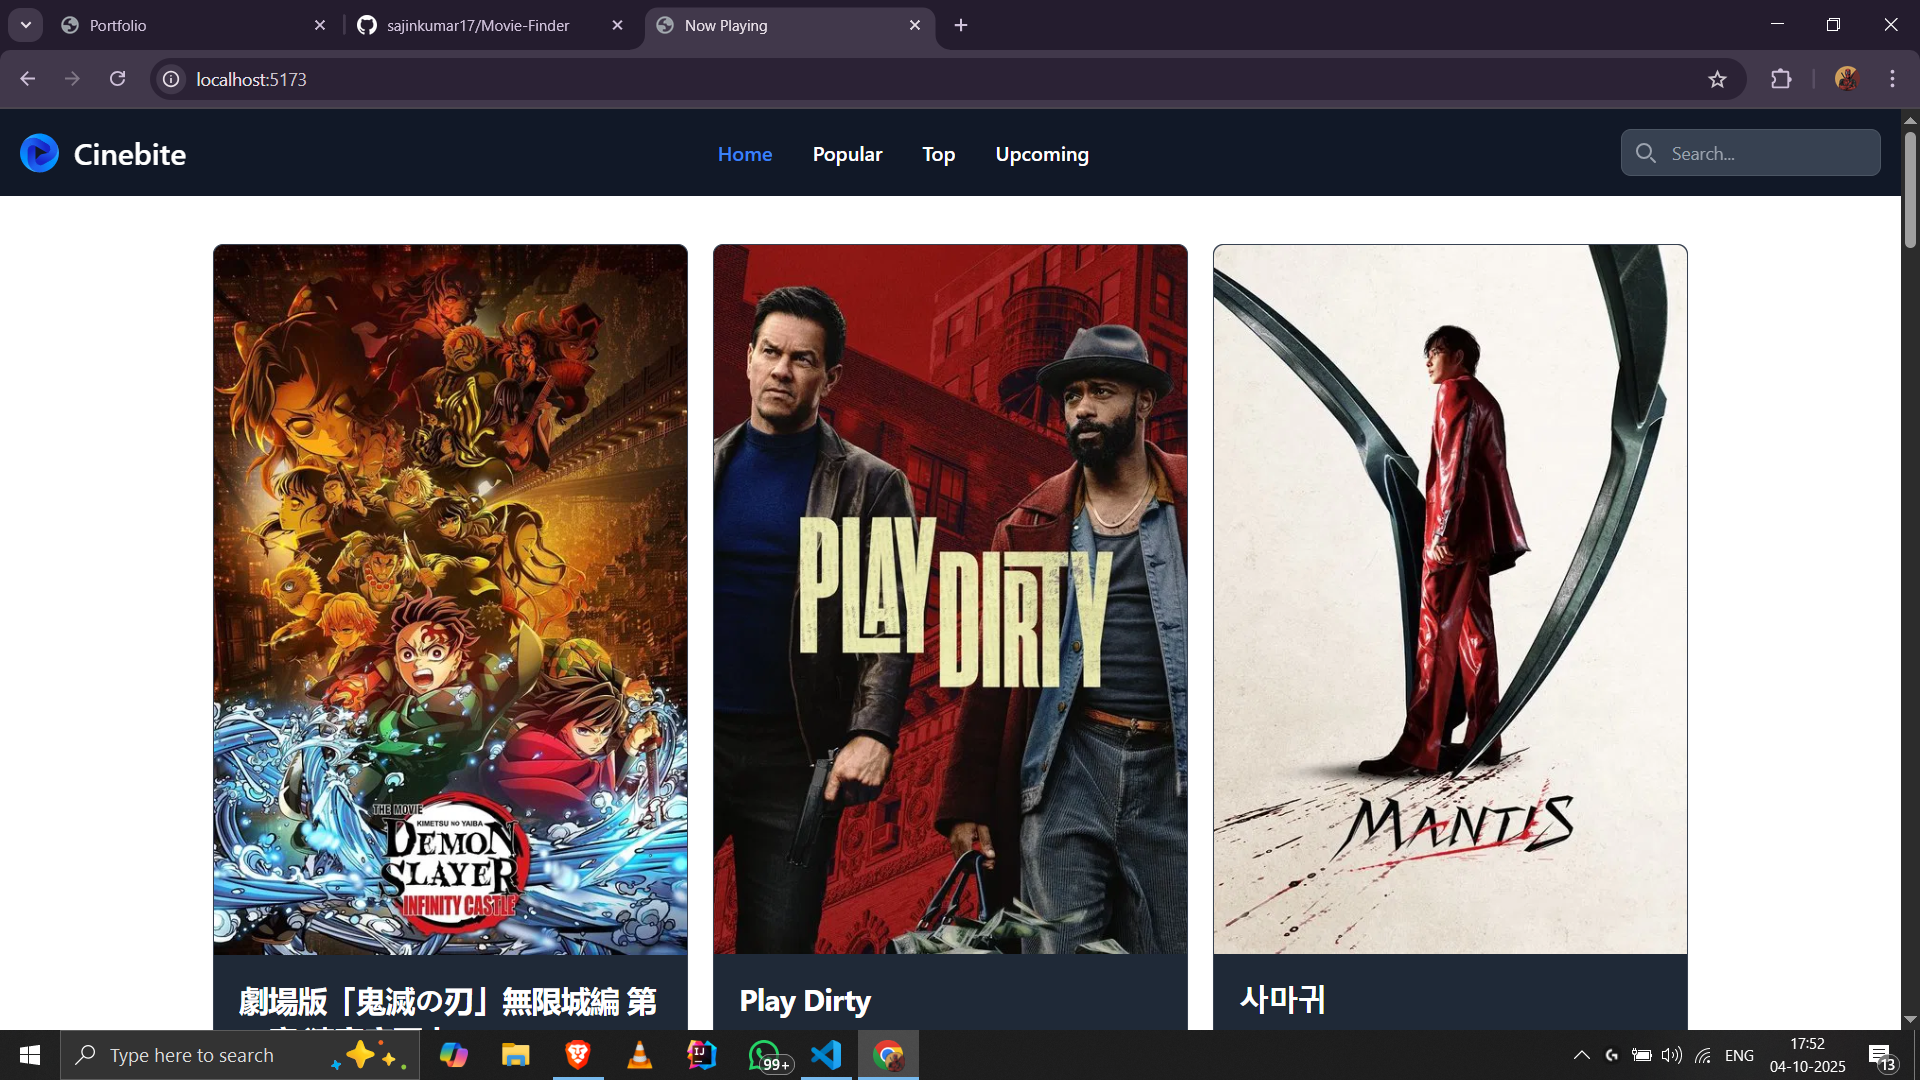 Portfolio
sajinkumar17/Movie-Finder
Now Playing
localhost:5173
Cinebite
Home
Popular
Top
Upcoming
Search...
THE MOVIE
KIMETSU NO YAIBA
DEMON
SLAYER
INFINITY CASTLE
PLAY
DIRTY
MANTIS
劇場版「鬼滅の刃」無限城編 第
Play Dirty
사마귀
Type here to search
99+
ENG
17:52
04-10-2025
13